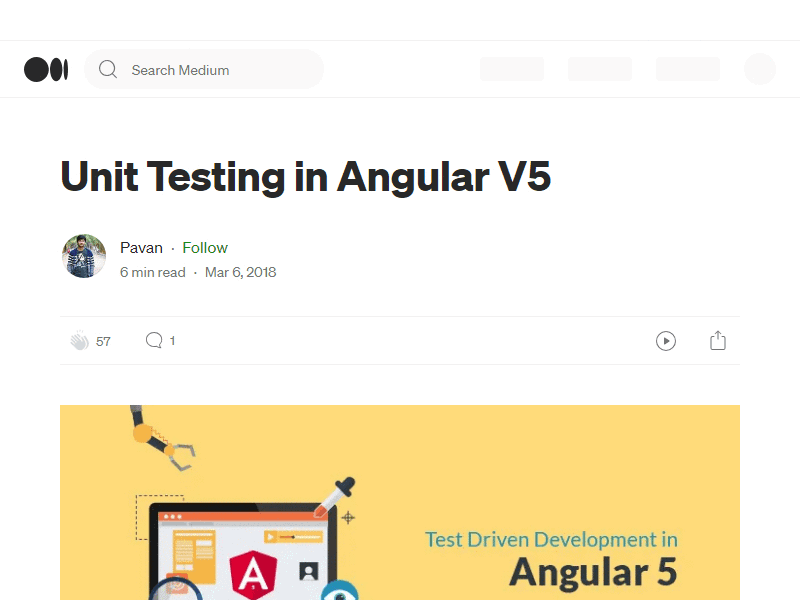 Search Medium
Unit Testing in Angular V5
Pavan · Follow
6 min read · Mar 6, 2018
57
1
Test Driven Development in
Angular 5
A